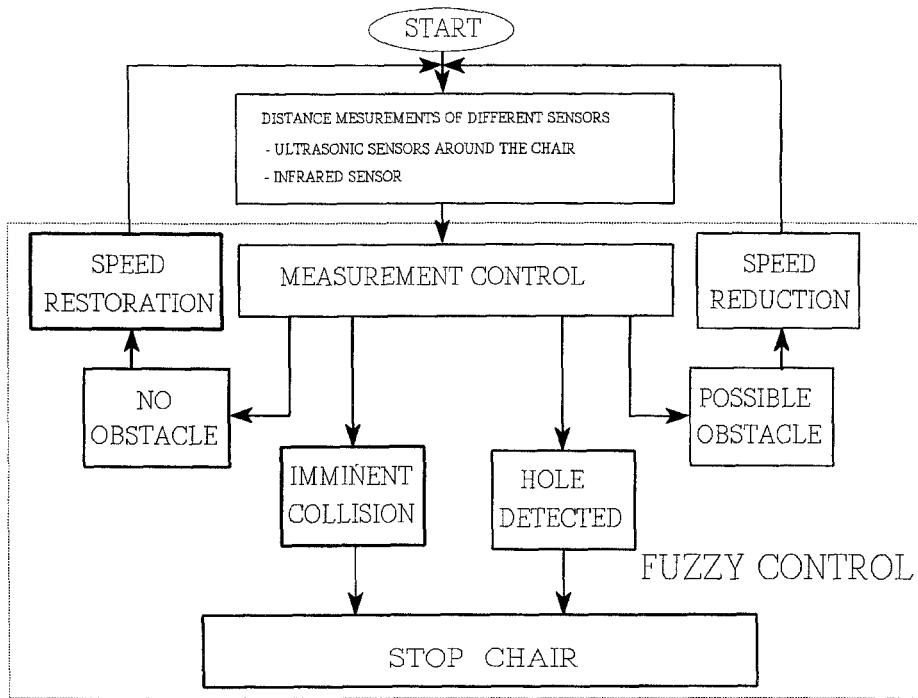 START
DISTANCE MESUREMENTS OF DIFFERENT SENSORS
- ULTRASONIC SENSORS AROUND THE CHAIR
- INFRARED SENSOR
SPEED
RESTORATION
MEASUREMENT CONTROL
SPEED
REDUCTION
NO
OBSTACLE
POSSIBLE
OBSTACLE
IMMINENT
COLLISION
HOLE
DETECTED
FUZZY CONTROL
STOP CHAIR